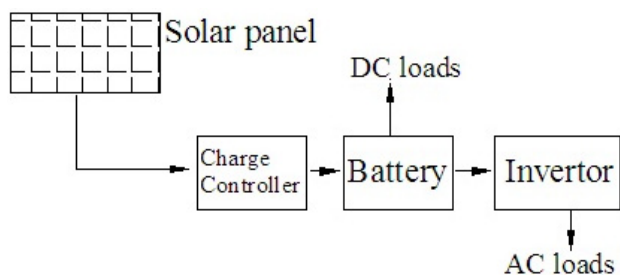 Solar panel
DC loads
Charge
Controller
Battery
Invertor
AC loads